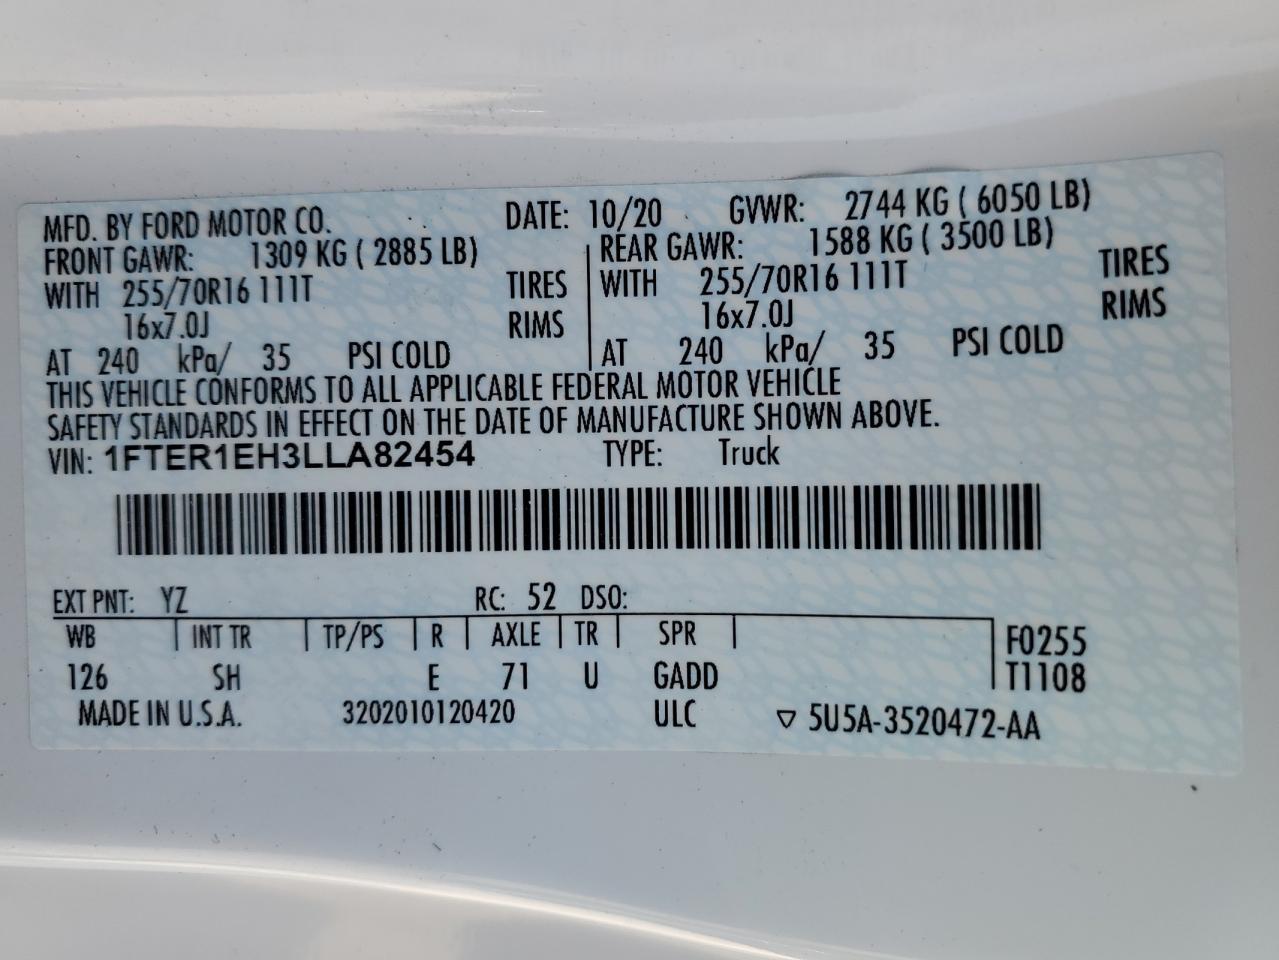 MFD. BY FORD MOTOR CO. DATE: 10/20 GVWR: 2744 KG ( 6050 LB)
FRONT GAWR: 1309 KG ( 2885 LB) REAR GAWR: 1588 KG ( 3500 LB)
WITH 255/70R16 111T TIRES WITH 255/70R16 111T TIRES
16x7.0J RIMS 16x7.0J RIMS
AT 240 kPa/ 35 PSI COLD AT 240 kPa/ 35 PSI COLD
THIS VEHICLE CONFORMS TO ALL APPLICABLE FEDERAL MOTOR VEHICLE
SAFETY STANDARDS IN EFFECT ON THE DATE OF MANUFACTURE SHOWN ABOVE.
VIN: 1FTER1EH3LLA82454 TYPE: Truck
EXT PNT: YZ RC: 52 DSO:
WB INT TR TP/PS R AXLE TR SPR F0255
126 SH E 71 U GADD T1108
MADE IN U.S.A. 3202010120420 ULC ▽ 5U5A-3520472-AA